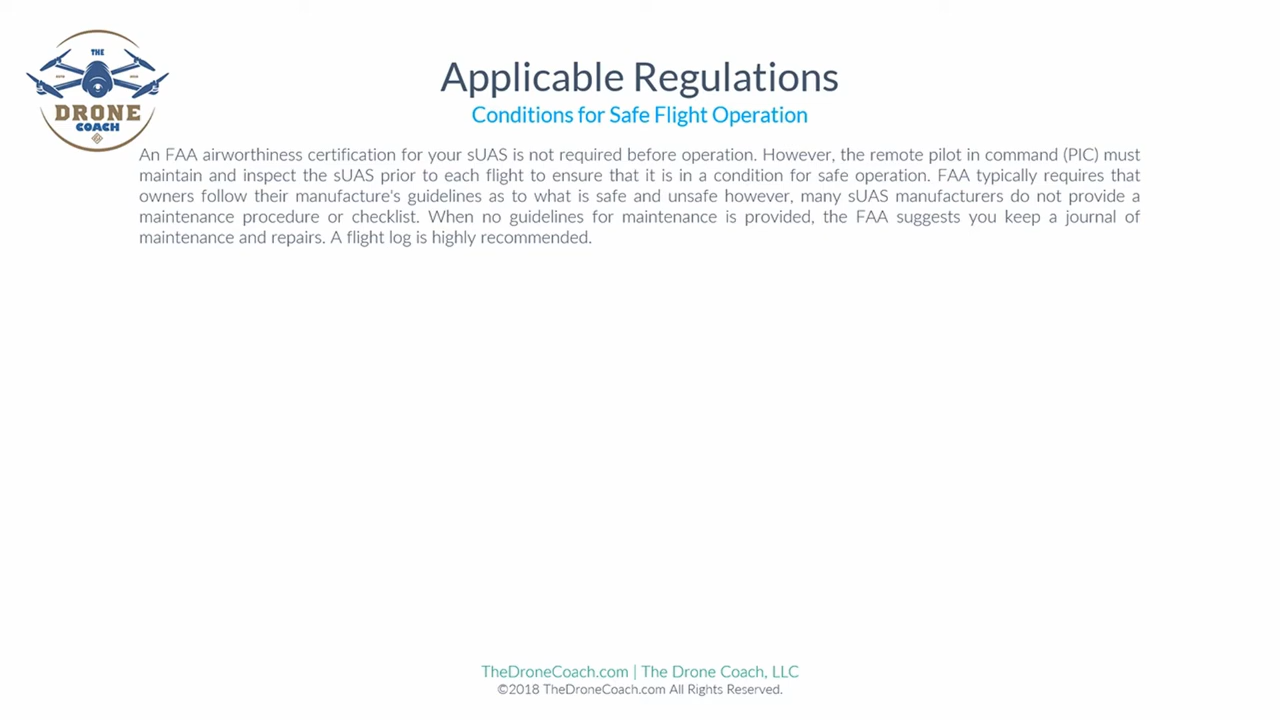 THE
DRONE
COACH
Applicable Regulations
Conditions for Safe Flight Operation
An FAA airworthiness certification for your sUAS is not required before operation. However, the remote pilot in command (PIC) must
maintain and inspect the sUAS prior to each flight to ensure that it is in a condition for safe operation. FAA typically requires that
owners follow their manufacture's guidelines as to what is safe and unsafe however, many sUAS manufacturers do not provide a
maintenance procedure or checklist. When no guidelines for maintenance is provided, the FAA suggests you keep a journal of
maintenance and repairs. A flight log is highly recommended.
TheDroneCoach.com | The Drone Coach, LLC
©2018 TheDroneCoach.com All Rights Reserved.